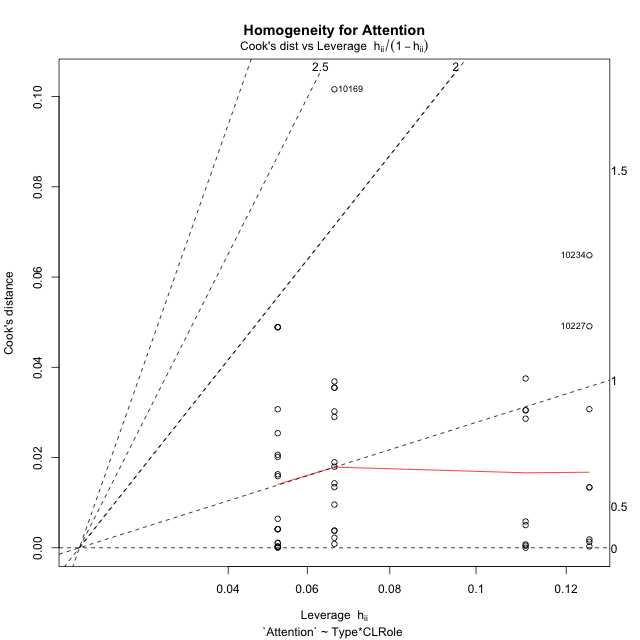 Homogeneity for Attention
Cook's dist vs Leverage hii/(1 − hii)
2.5
2
10169
0.10
1.5
0.08
10234
0.06
10227
0.04
1
0.02
0.5
0.00
0
Cook's distance
0.04 0.06 0.08 0.1 0.12
Leverage hii
`Attention` ~ Type*CLRole